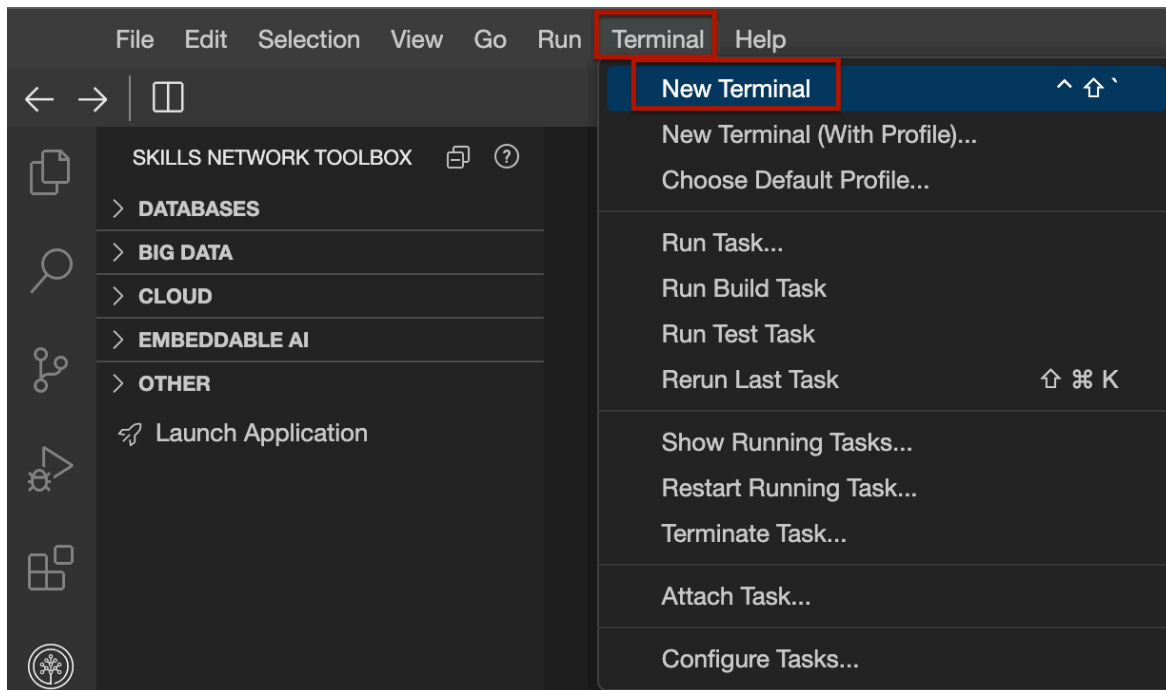 File Edit Selection View Go Run Terminal Help
New Terminal ^ ⇧ `
New Terminal (With Profile)...
Choose Default Profile...
Run Task...
Run Build Task
Run Test Task
Rerun Last Task ⇧ ⌘ K
Show Running Tasks...
Restart Running Task...
Terminate Task...
Attach Task...
Configure Tasks...
SKILLS NETWORK TOOLBOX
DATABASES
BIG DATA
CLOUD
EMBEDDABLE AI
OTHER
Launch Application